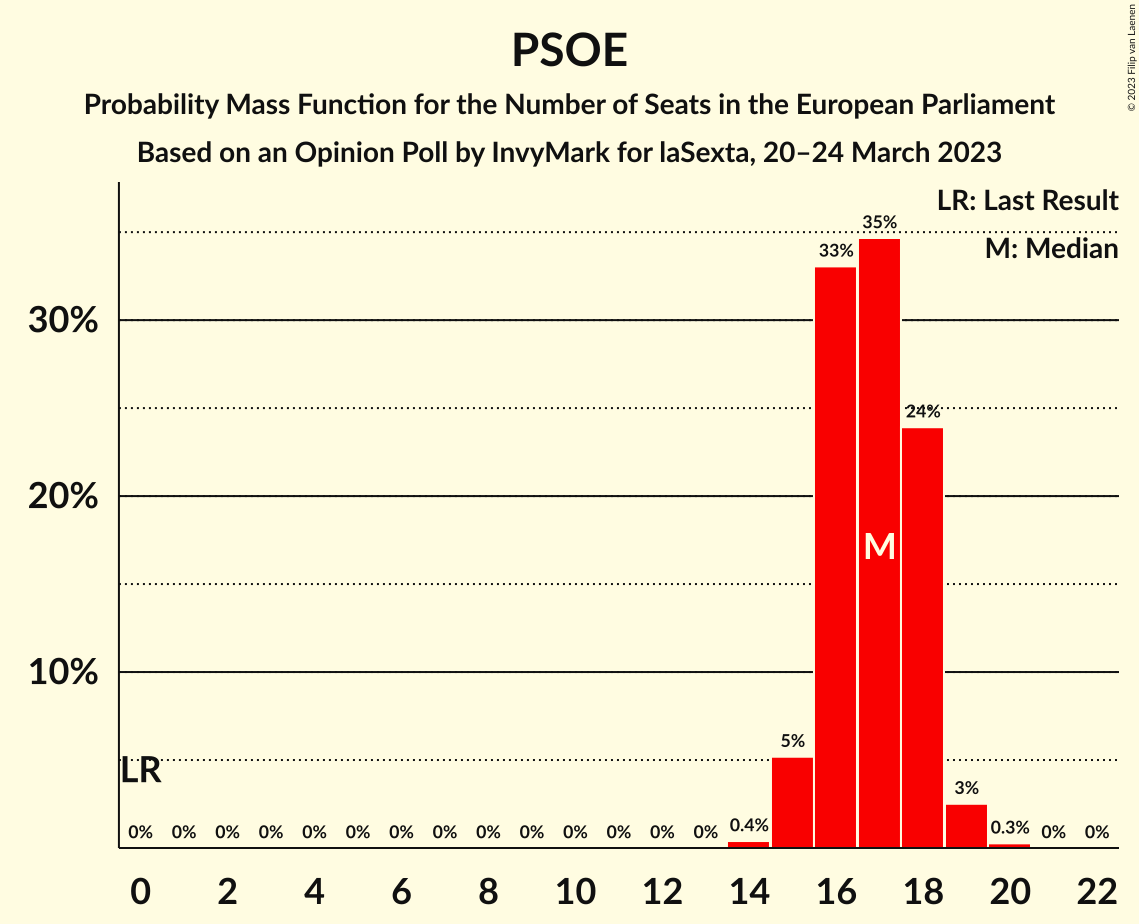 PSOE
Probability Mass Function for the Number of Seats in the European Parliament
Based on an Opinion Poll by InvyMark for laSexta, 20–24 March 2023
© 2023 Filip van Laenen
LR: Last Result
M: Median
35%
33%
30%
24%
20%
M
10%
5%
LR
3%
0% 0% 0% 0% 0% 0% 0% 0% 0% 0% 0% 0% 0% 0% 0.4% 0.3% 0% 0%
0 2 4 6 8 10 12 14 16 18 20 22